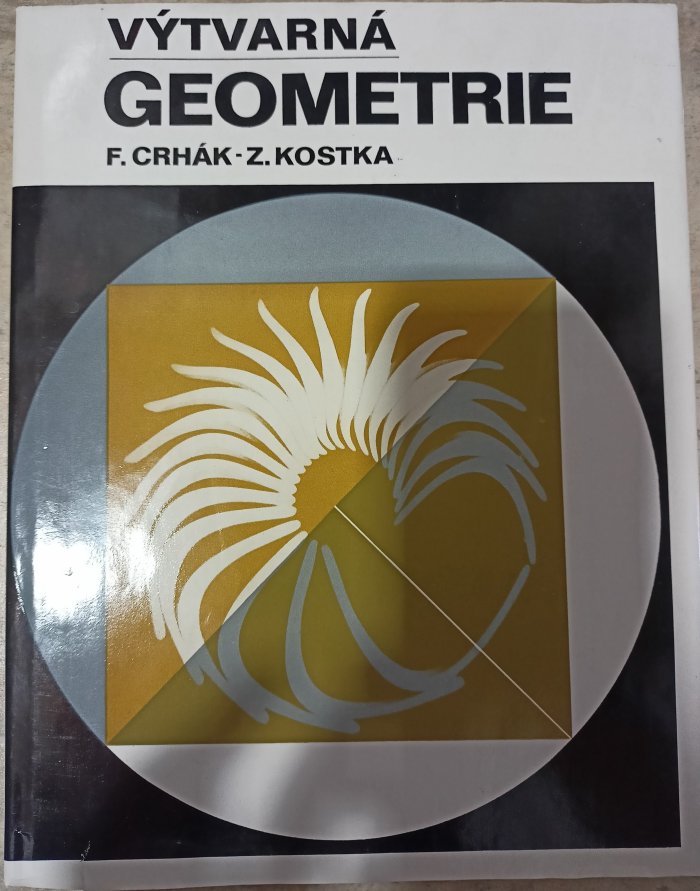 VÝTVARNÁ
GEOMETRIE
F. CRHÁK - Z. KOSTKA